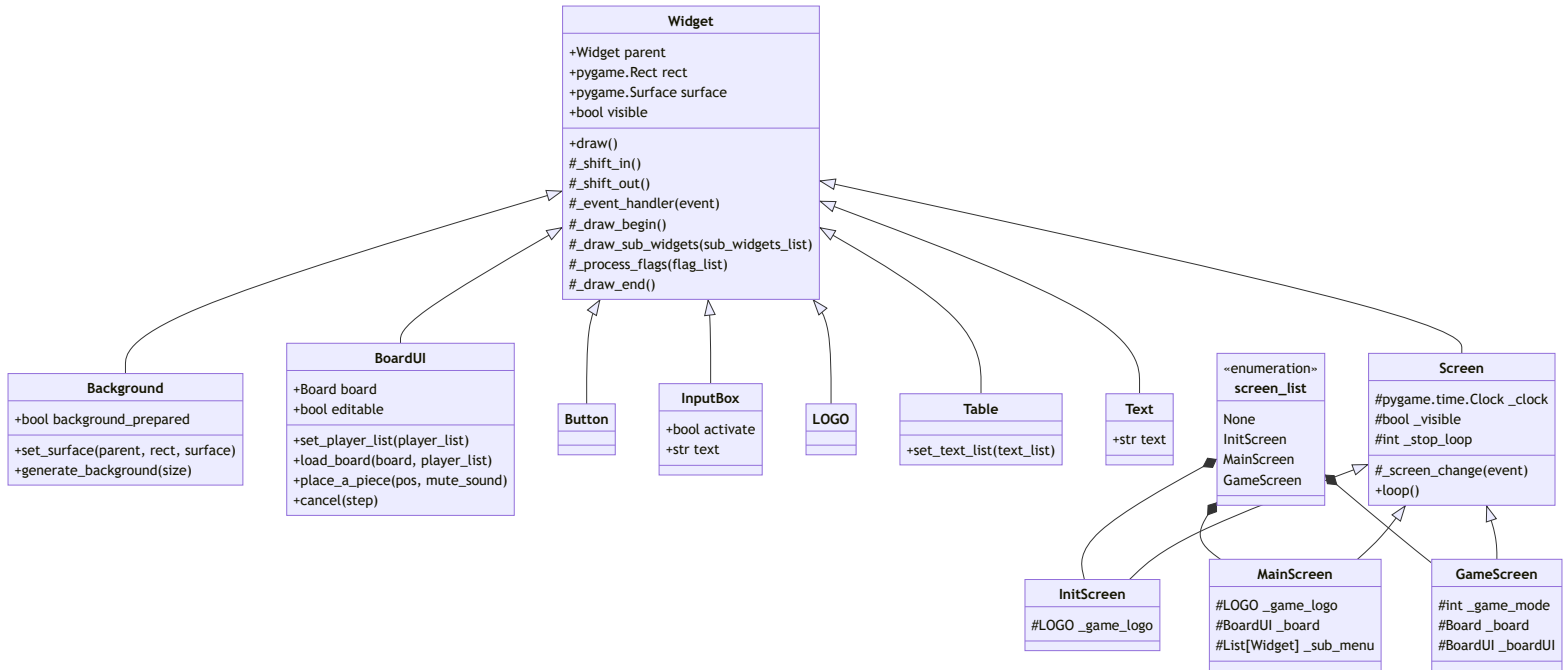 Widget
+Widget parent
+pygame.Rect rect
+pygame.Surface surface
+bool visible
+draw()
#_shift_in()
#_shift_out()
#_event_handler(event)
#_draw_begin()
#_draw_sub_widgets(sub_widgets_list)
#_process_flags(flag_list)
#_draw_end()
Background
+bool background_prepared
+set_surface(parent, rect, surface)
+generate_background(size)
BoardUI
+Board board
+bool editable
+set_player_list(player_list)
+load_board(board, player_list)
+place_a_piece(pos, mute_sound)
+cancel(step)
Button
InputBox
+bool activate
+str text
LOGO
Table
+set_text_list(text_list)
Text
+str text
«enumeration»
screen_list
None
InitScreen
MainScreen
GameScreen
Screen
#pygame.time.Clock _clock
#bool _visible
#int _stop_loop
#_screen_change(event)
+loop()
InitScreen
#LOGO _game_logo
MainScreen
#LOGO _game_logo
#BoardUI _board
#List[Widget] _sub_menu
GameScreen
#int _game_mode
#Board _board
#BoardUI _boardUI